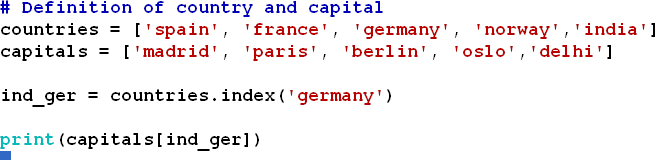 # Definition of country and capital
countries = ['spain', 'france', 'germany', 'norway','india']
capitals = ['madrid', 'paris', 'berlin', 'oslo','delhi']
ind_ger = countries.index('germany')
print(capitals[ind_ger])